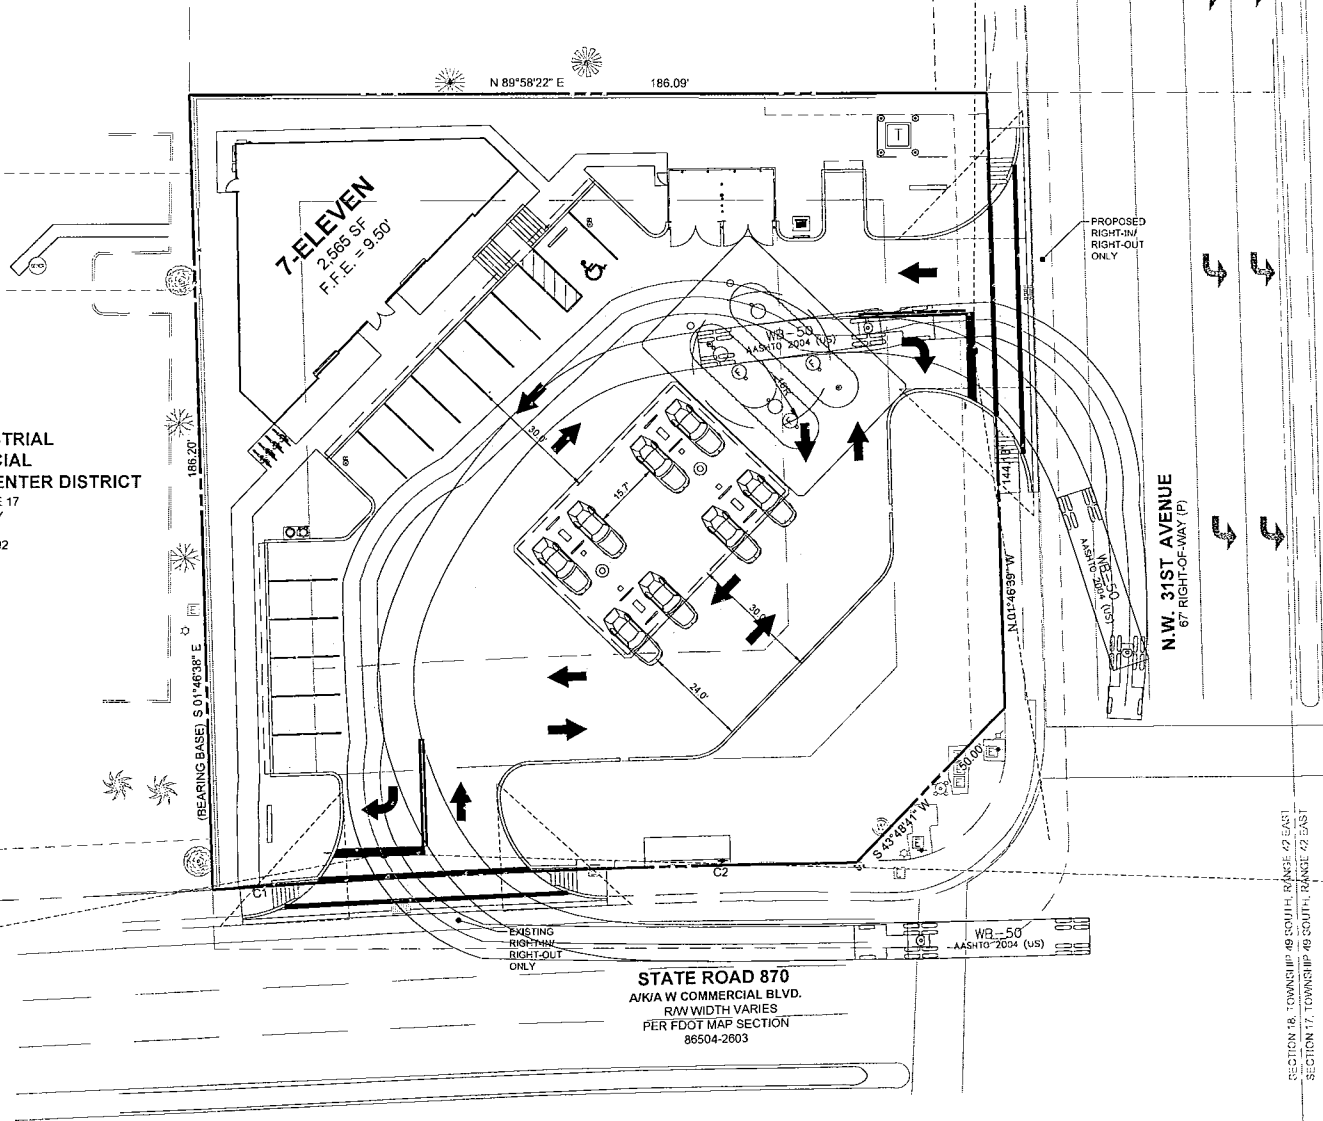 N 89°58'22" E
186.09'
T
7-ELEVEN
2,565 SF
F.F.E. = 9.50'
PROPOSED
RIGHT-IN/
RIGHT-OUT
ONLY
WB-50
AASHTO 2004 (US)
30.0'
15.7'
186.20'
TRIAL
CIAL
ENTER DISTRICT
E 17
Y
02
144.18'
N.W. 31ST AVENUE
67' RIGHT-OF-WAY (P)
WB-50
AASHTO 2004 (US)
N 01°46'39" W
30.0'
24.0'
(BEARING BASE) S 01°46'38" E
50.00'
S 43°48'41" W
C1
C2
EXISTING
RIGHT-IN/
RIGHT-OUT
ONLY
WB-50
AASHTO 2004 (US)
STATE ROAD 870
A/K/A W COMMERCIAL BLVD.
R/W WIDTH VARIES
PER FDOT MAP SECTION
86504-2603
SECTION 18, TOWNSHIP 49 SOUTH, RANGE 42 EAST
SECTION 17, TOWNSHIP 49 SOUTH, RANGE 42 EAST